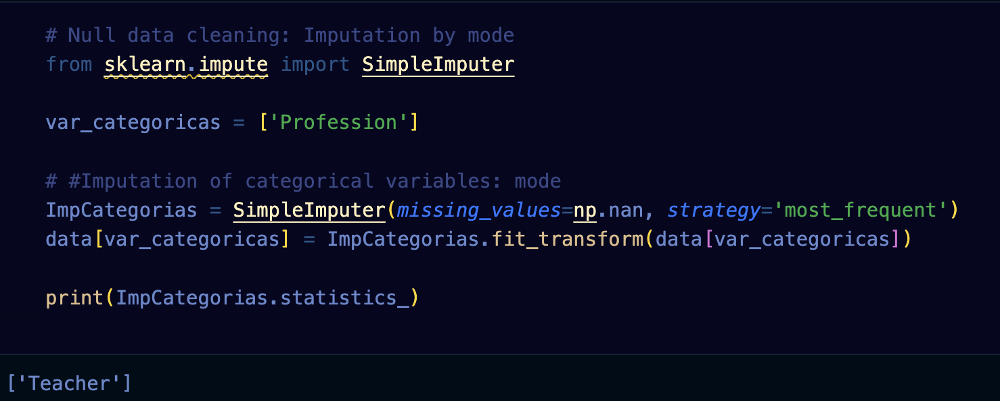 # Null data cleaning: Imputation by mode
from sklearn.impute import SimpleImputer
var_categoricas = ['Profession']
# #Imputation of categorical variables: mode
ImpCategorias = SimpleImputer(missing_values=np.nan, strategy='most_frequent')
data[var_categoricas] = ImpCategorias.fit_transform(data[var_categoricas])
print(ImpCategorias.statistics_)
['Teacher']